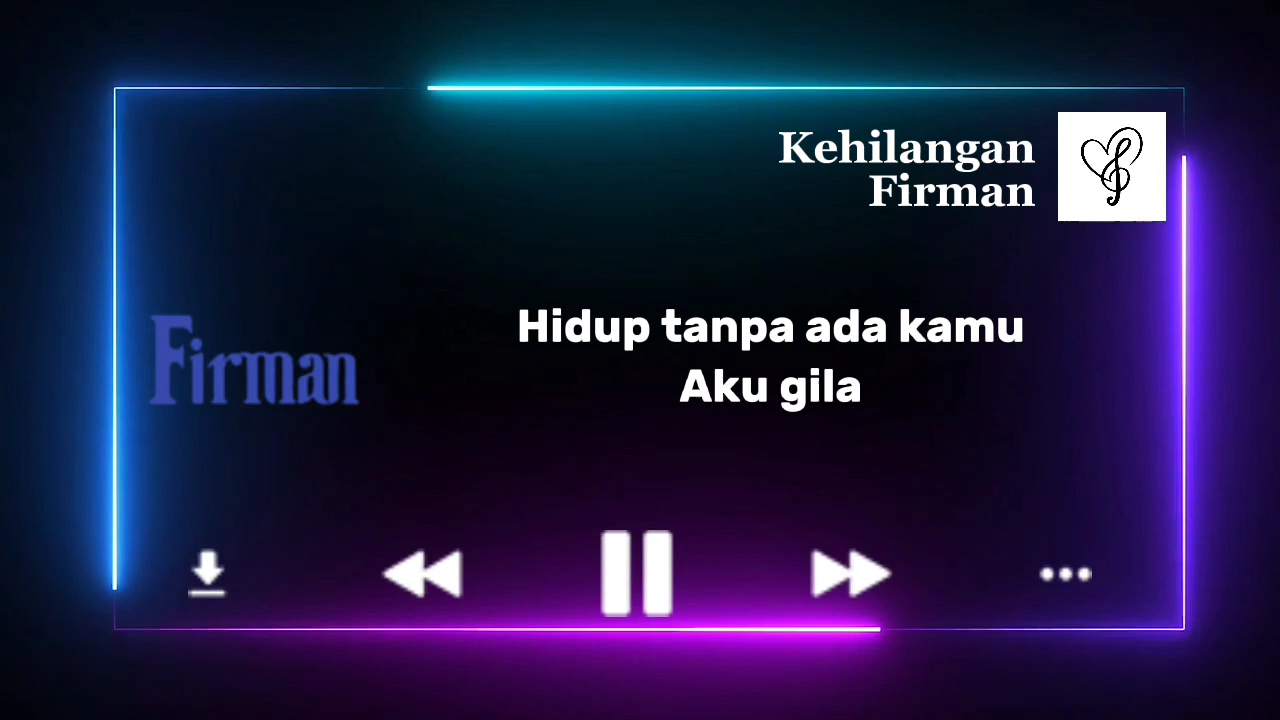 Kehilangan
Firman
Hidup tanpa ada kamu
Aku gila
Firman